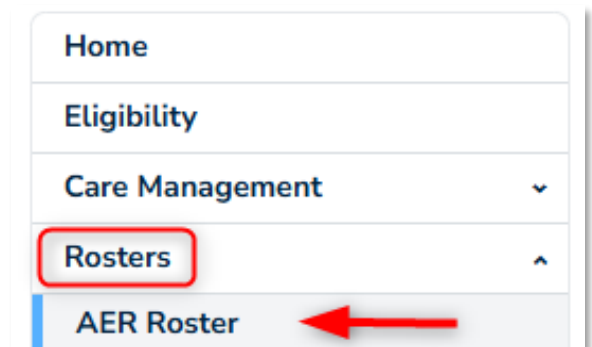 Home
Eligibility
Care Management
Rosters
AER Roster